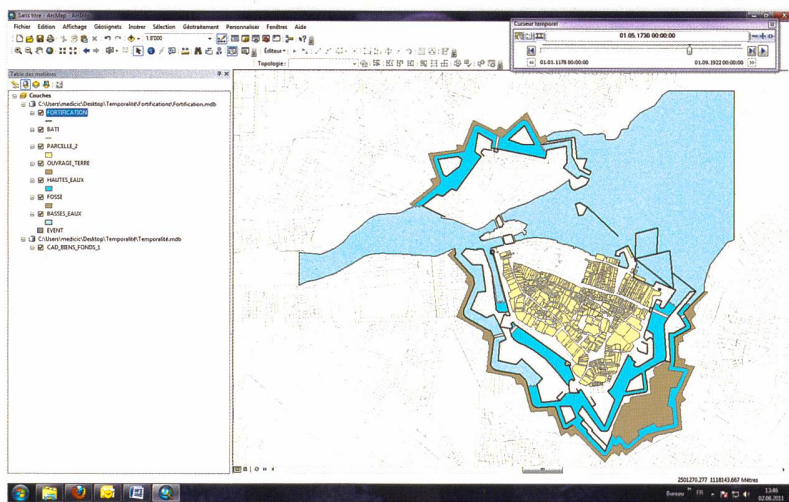 Sans titre - ArcMap - ArcInfo
Fichier Edition Affichage Géosignets Insérer Sélection Géotraitement Personnaliser Fenêtres Aide
1:8'000
Editeur
Topologie:
Curseur temporel
01.05.1736 00:00:00
01.01.1178 00:00:00
01.09.1922 00:00:00
Table des matières
Couches
C:\Users\medicic\Desktop\Temporalité\Fortifications\Fortification.mdb
FORTIFICATION
BATI
PARCELLE_2
OUVRAGE_TERRE
HAUTES_EAUX
FOSSE
BASSES_EAUX
EVENT
C:\Users\medicic\Desktop\Temporalité\Temporalité.mdb
CAD_BIENS_FONDS_1
2501270.277 1118143.667 Mètres
Bureau FR 13:46
02.06.2011